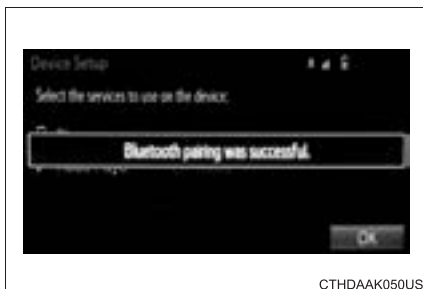 Device Setup
Select the services to use on the device:
Bluetooth pairing was successful.
OK
CTHDAAK050US